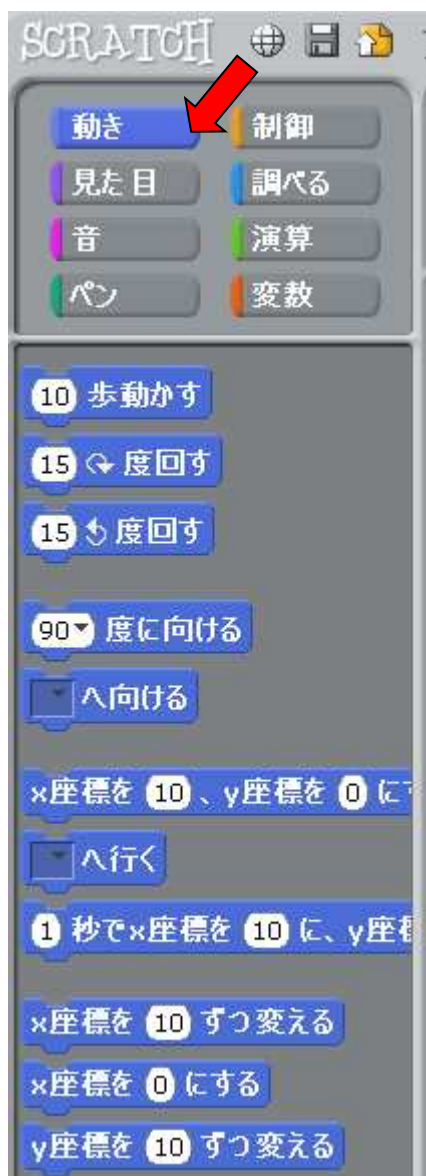 SCRATCH
動き 制御
見た目 調べる
音 演算
ペン 変数
10 歩動かす
15 度回す
15 度回す
90 度に向ける
へ向ける
x座標を 10 、y座標を 0 に
へ行く
1 秒でx座標を 10 に、y座
x座標を 10 ずつ変える
x座標を 0 にする
y座標を 10 ずつ変える